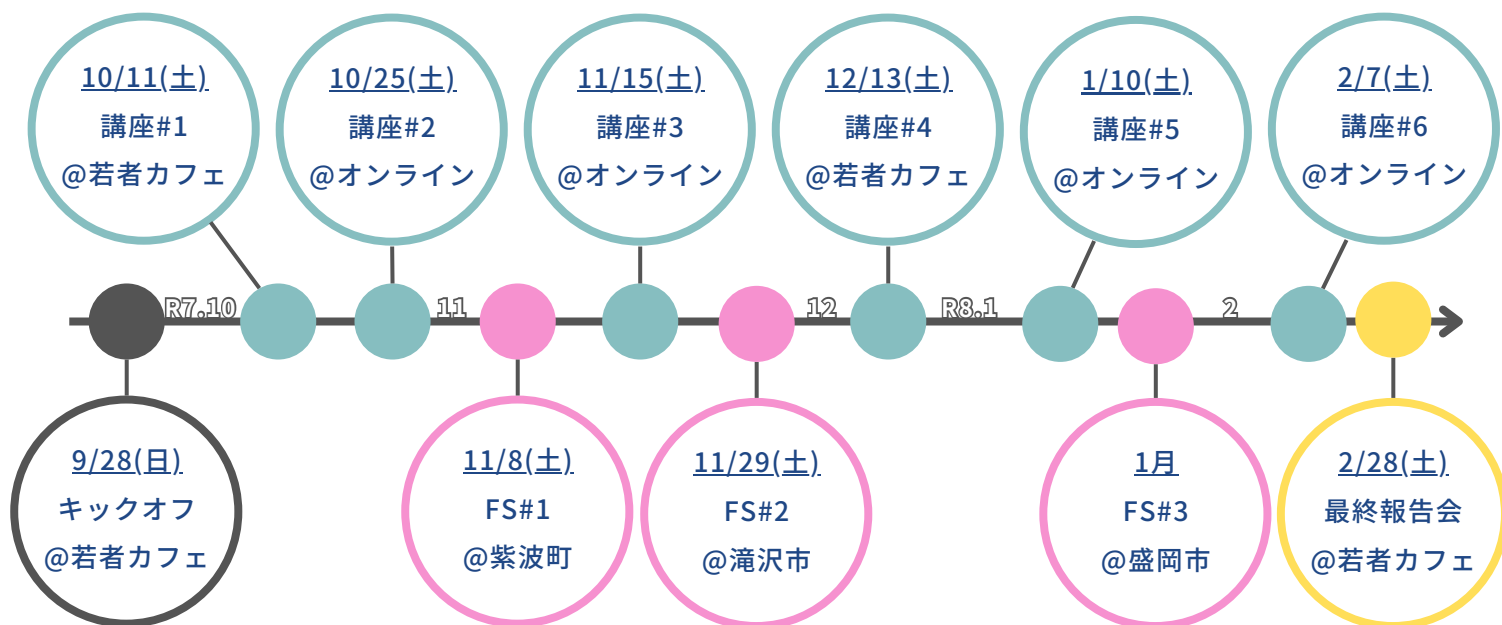 10/11(土)
講座#1
@若者カフェ
10/25(土)
講座#2
@オンライン
11/15(土)
講座#3
@オンライン
12/13(土)
講座#4
@若者カフェ
1/10(土)
講座#5
@オンライン
2/7(土)
講座#6
@オンライン
R7.10
11
12
R8.1
2
9/28(日)
キックオフ
@若者カフェ
11/8(土)
FS#1
@紫波町
11/29(土)
FS#2
@滝沢市
1月
FS#3
@盛岡市
2/28(土)
最終報告会
@若者カフェ